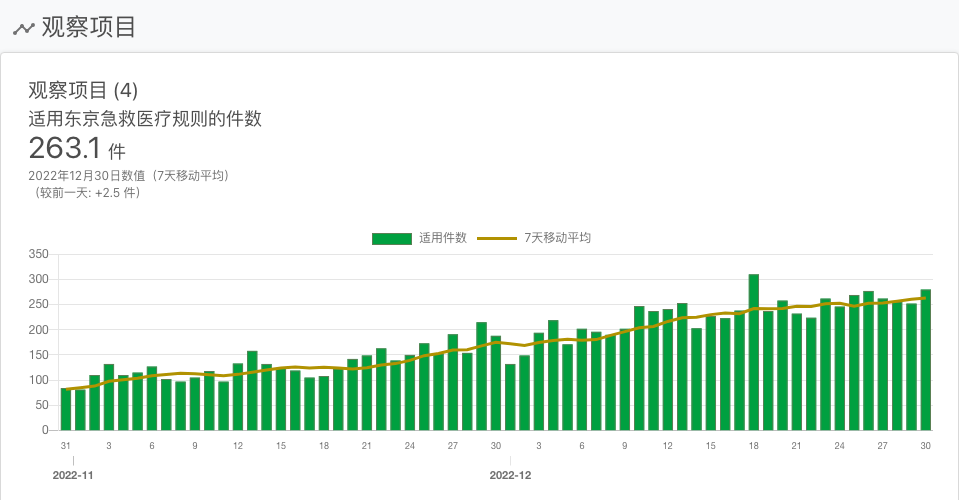 观察项目
观察项目 (4)
适用东京急救医疗规则的件数
263.1 件
2022年12月30日数值（7天移动平均）
（较前一天: +2.5 件）
适用件数 7天移动平均
350
300
250
200
150
100
50
0
31 3 6 9 12 15 18 21 24 27 30 3 6 9 12 15 18 21 24 27 30
2022-11 2022-12